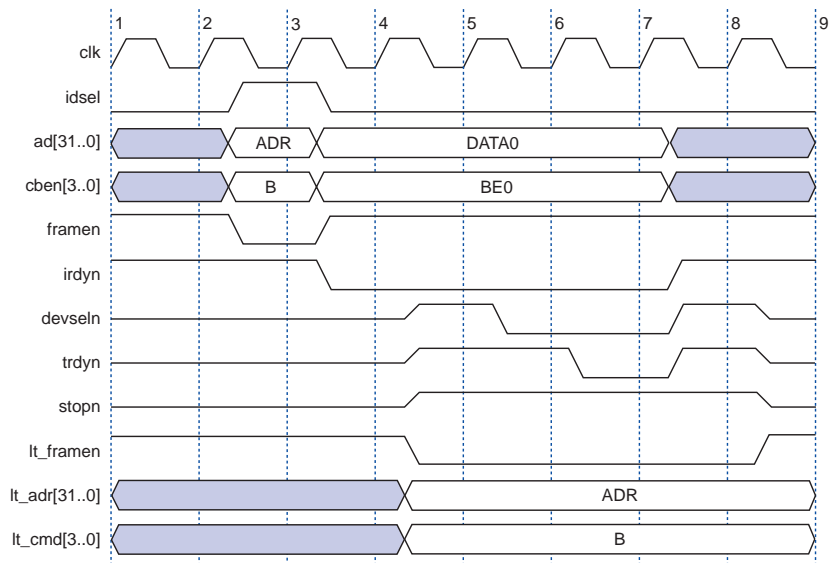 1 2 3 4 5 6 7 8 9
clk
idsel
ad[31..0] ADR DATA0
cben[3..0] B BE0
framen
irdyn
devseln
trdyn
stopn
lt_framen
lt_adr[31..0] ADR
lt_cmd[3..0] B